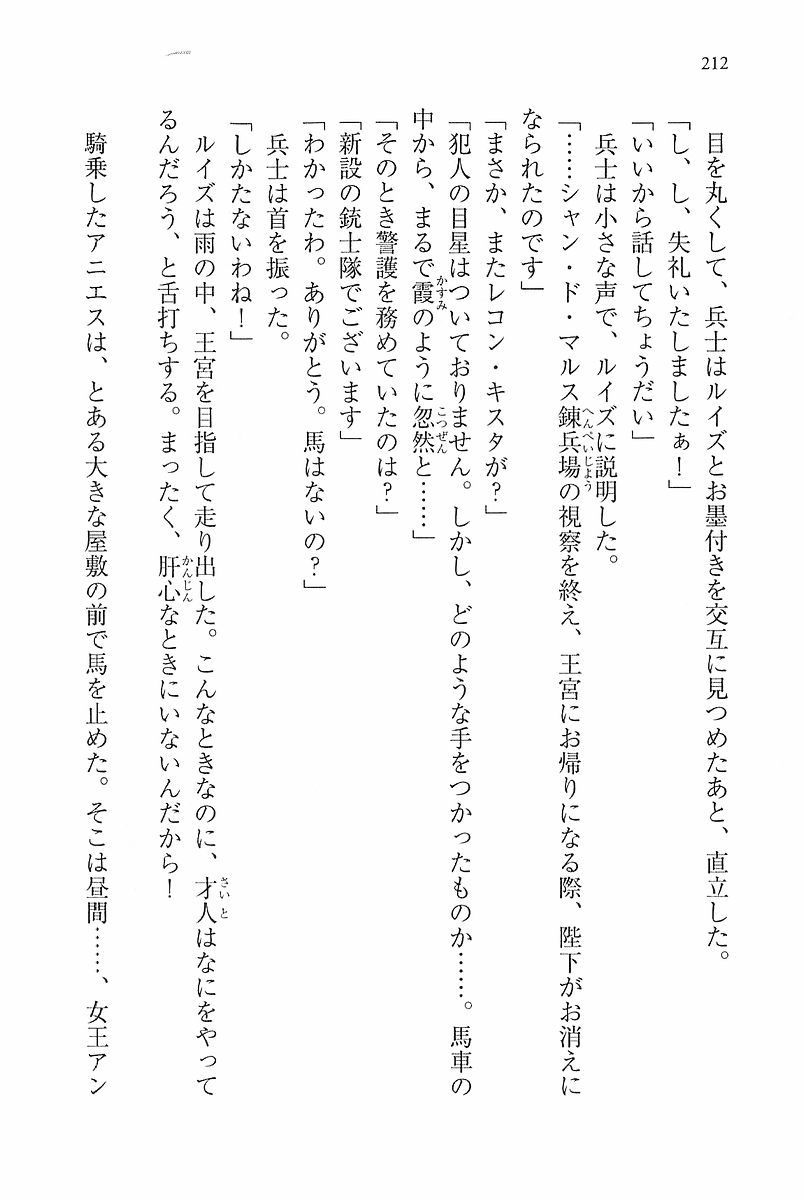 212
目を丸くして、兵士はルイズとお墨付きを交互に見つめたあと、直立した。
「し、し、失礼いたしましたぁ！」
「いいから話してちょうだい」
兵士は小さな声で、ルイズに説明した。
「……シャン・ド・マルス錬兵場の視察を終え、王宮にお帰りになる際、陛下がお消えに
なられたのです」
「まさか、またレコン・キスタが？」
「犯人の目星はついておりません。しかし、どのような手をつかったものか……。馬車の
中から、まるで霞のように忽然と……」
「そのとき警護を務めていたのは？」
「新設の銃士隊でございます」
「わかったわ。ありがとう。馬はないの？」
兵士は首を振った。
「しかたないわね！」
ルイズは雨の中、王宮を目指して走り出した。こんなときなのに、才人はなにをやって
るんだろう、と舌打ちする。まったく、肝心なときにいないんだから！
騎乗したアニエスは、とある大きな屋敷の前で馬を止めた。そこは昼間……、女王アン